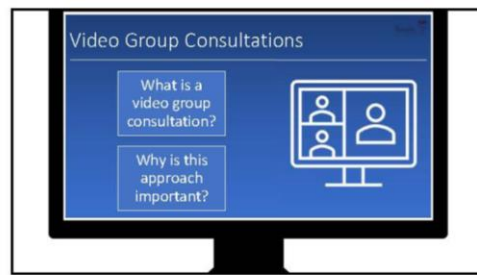 Video Group Consultations
What is a
video group
consultation?
Why is this
approach
important?